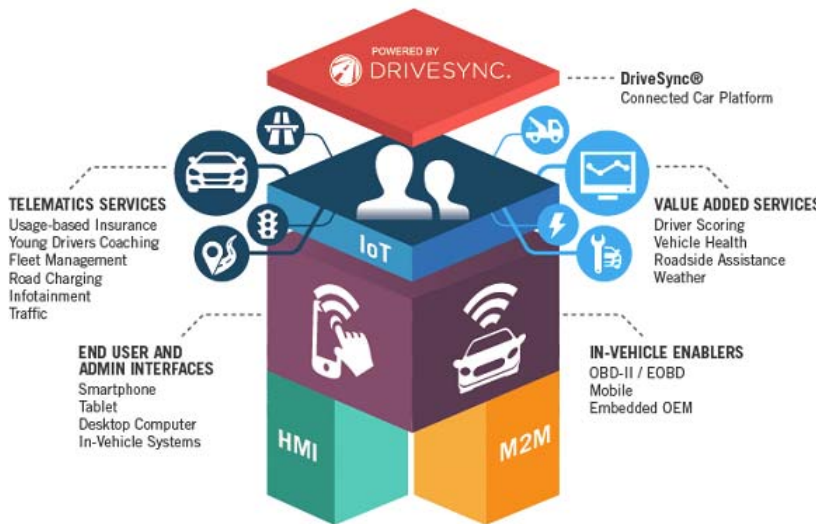 POWERED BY
DRIVESYNC.
DriveSync®
Connected Car Platform
TELEMATICS SERVICES
Usage-based Insurance
Young Drivers Coaching
Fleet Management
Road Charging
Infotainment
Traffic
VALUE ADDED SERVICES
Driver Scoring
Vehicle Health
Roadside Assistance
Weather
IoT
END USER AND
ADMIN INTERFACES
Smartphone
Tablet
Desktop Computer
In-Vehicle Systems
IN-VEHICLE ENABLERS
OBD-II / EOBD
Mobile
Embedded OEM
HMI
M2M